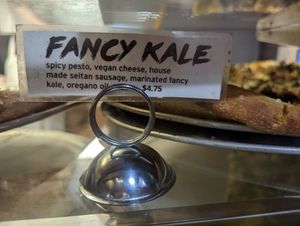 FANCY KALE
spicy pesto, vegan cheese, house
made seitan sausage, marinated fancy
kale, oregano oil $4.75